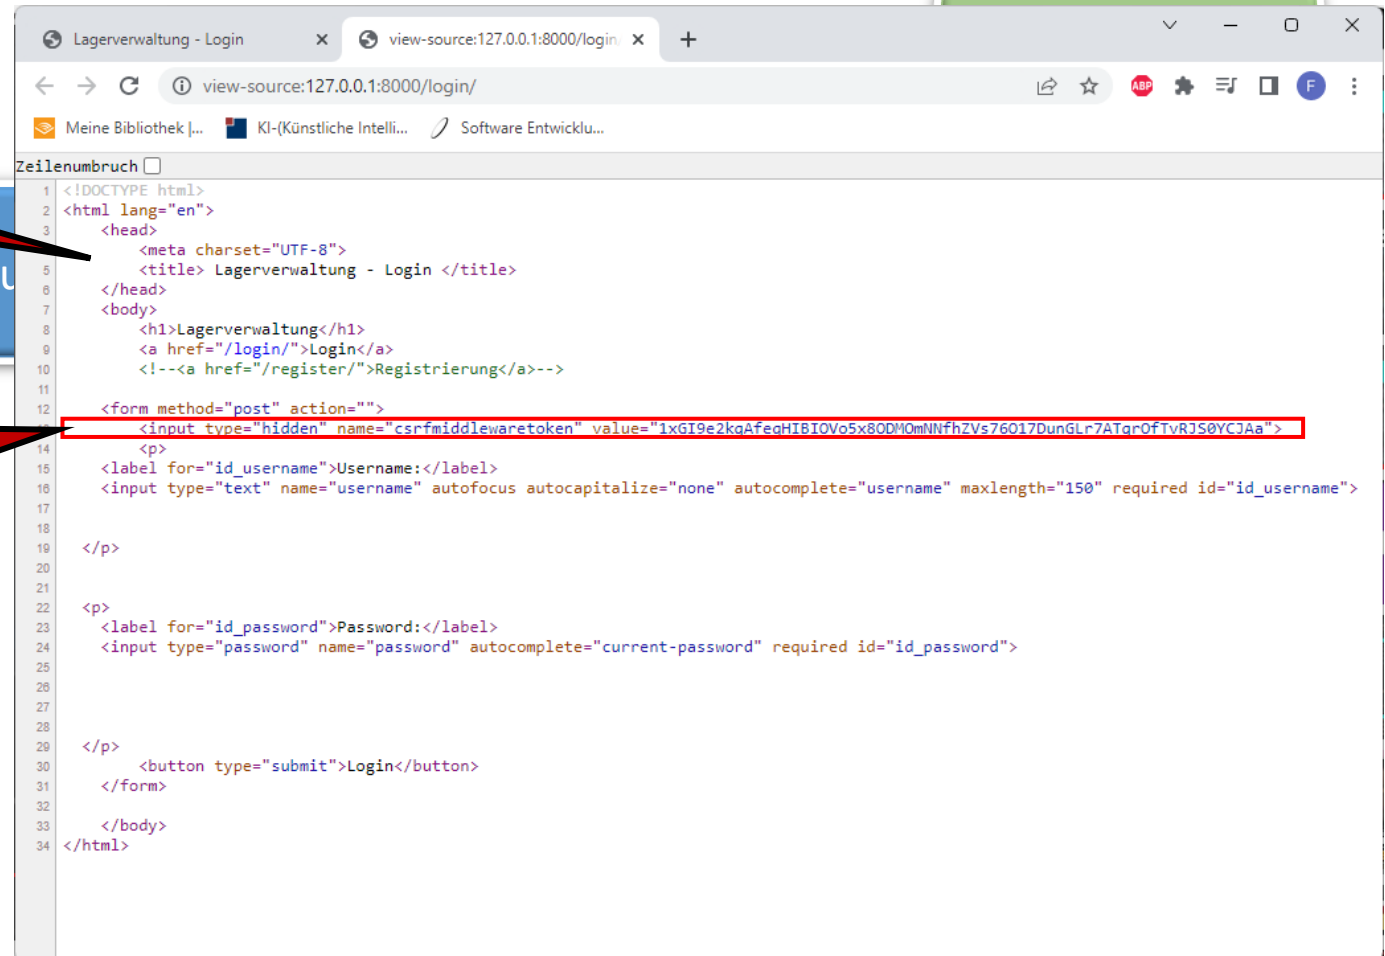 Lagerverwaltung - Login
view-source:127.0.0.1:8000/login/
view-source:127.0.0.1:8000/login/
ABP
F
Meine Bibliothek |...
KI-(Künstliche Intelli...
Software Entwicklu...
Zeilenumbruch
1 <!DOCTYPE html>
2 <html lang="en">
3 <head>
<meta charset="UTF-8">
5 <title> Lagerverwaltung - Login </title>
6 </head>
7 <body>
8 <h1>Lagerverwaltung</h1>
9 <a href="/login/">Login</a>
10 <!--<a href="/register/">Registrierung</a>-->
11
12 <form method="post" action="">
<input type="hidden" name="csrfmiddlewaretoken" value="1xGI9e2kqAfeqHIBIOVo5x8ODMOmNNfhZVs76O17DunGLr7ATqrOfTvRJS0YCJAa">
14 <p>
15 <label for="id_username">Username:</label>
16 <input type="text" name="username" autofocus autocapitalize="none" autocomplete="username" maxlength="150" required id="id_username">
17
18
19 </p>
20
21
22 <p>
23 <label for="id_password">Password:</label>
24 <input type="password" name="password" autocomplete="current-password" required id="id_password">
25
26
27
28
29 </p>
30 <button type="submit">Login</button>
31 </form>
32
33 </body>
34 </html>